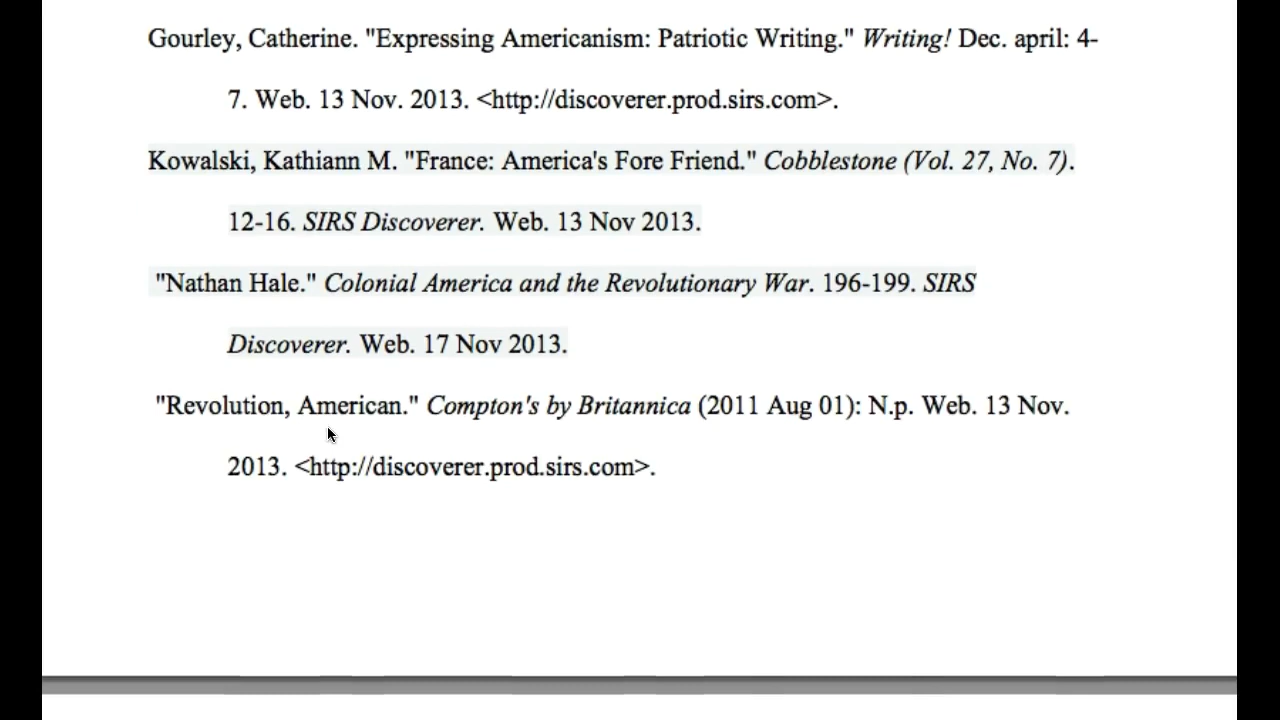 Gourley, Catherine. "Expressing Americanism: Patriotic Writing." Writing! Dec. april: 4-
7. Web. 13 Nov. 2013. <http://discoverer.prod.sirs.com>.
Kowalski, Kathiann M. "France: America's Fore Friend." Cobblestone (Vol. 27, No. 7).
12-16. SIRS Discoverer. Web. 13 Nov 2013.
"Nathan Hale." Colonial America and the Revolutionary War. 196-199. SIRS
Discoverer. Web. 17 Nov 2013.
"Revolution, American." Compton's by Britannica (2011 Aug 01): N.p. Web. 13 Nov.
2013. <http://discoverer.prod.sirs.com>.